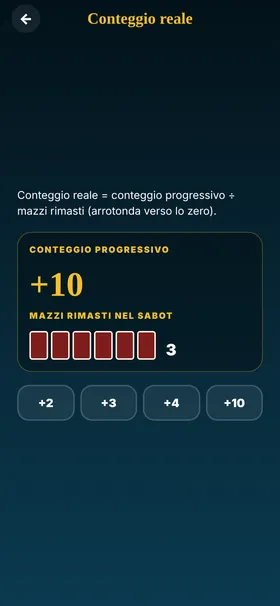 Conteggio reale
Conteggio reale = conteggio progressivo ÷
mazzi rimasti (arrotonda verso lo zero).
CONTEGGIO PROGRESSIVO
+10
MAZZI RIMASTI NEL SABOT
3
+2
+3
+4
+10